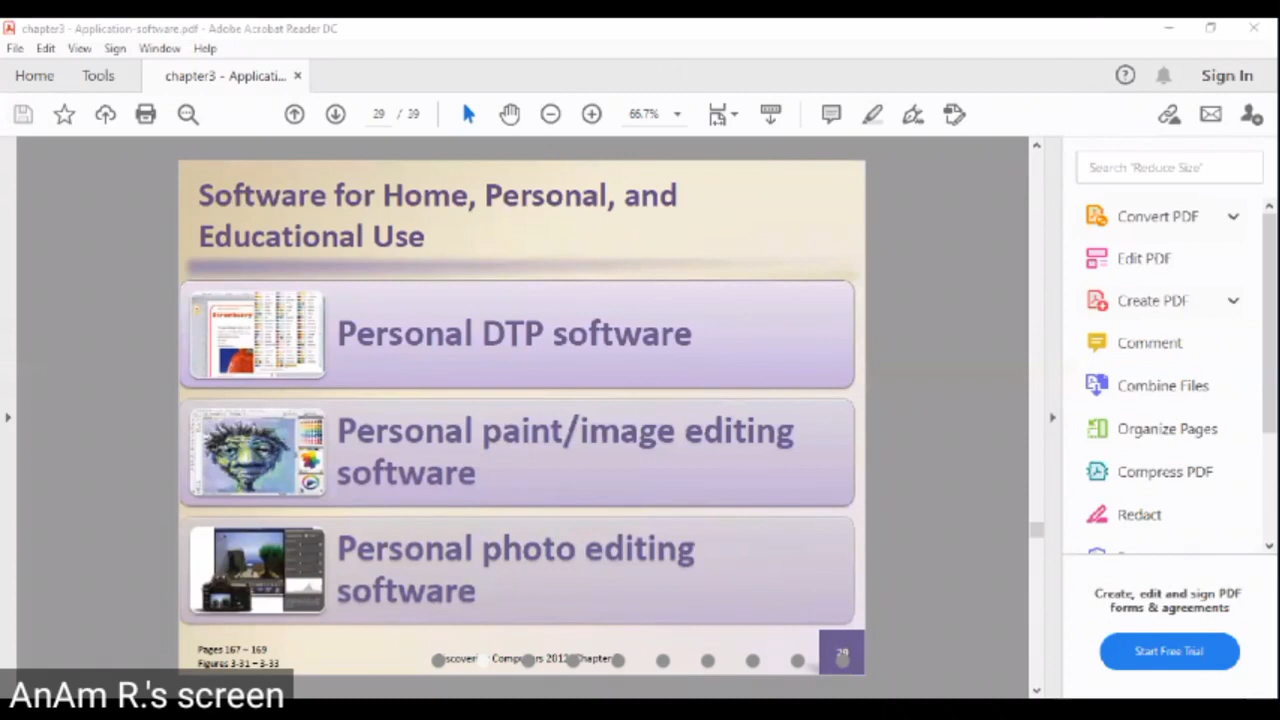 chapter3 - Application-software.pdf - Adobe Acrobat Reader DC
File Edit View Sign Window Help
Home Tools chapter3 - Applicati... × Sign In
29 / 39 66.7%
Search "Reduce Size"
Software for Home, Personal, and
Educational Use
Personal DTP software
Personal paint/image editing
software
Personal photo editing
software
Pages 167 – 169
Figures 3-31 – 3-33
Computers 2012 Chapter
29
Convert PDF
Edit PDF
Create PDF
Comment
Combine Files
Organize Pages
Compress PDF
Redact
Create, edit and sign PDF
forms & agreements
Start Free Trial
AnAm R.'s screen